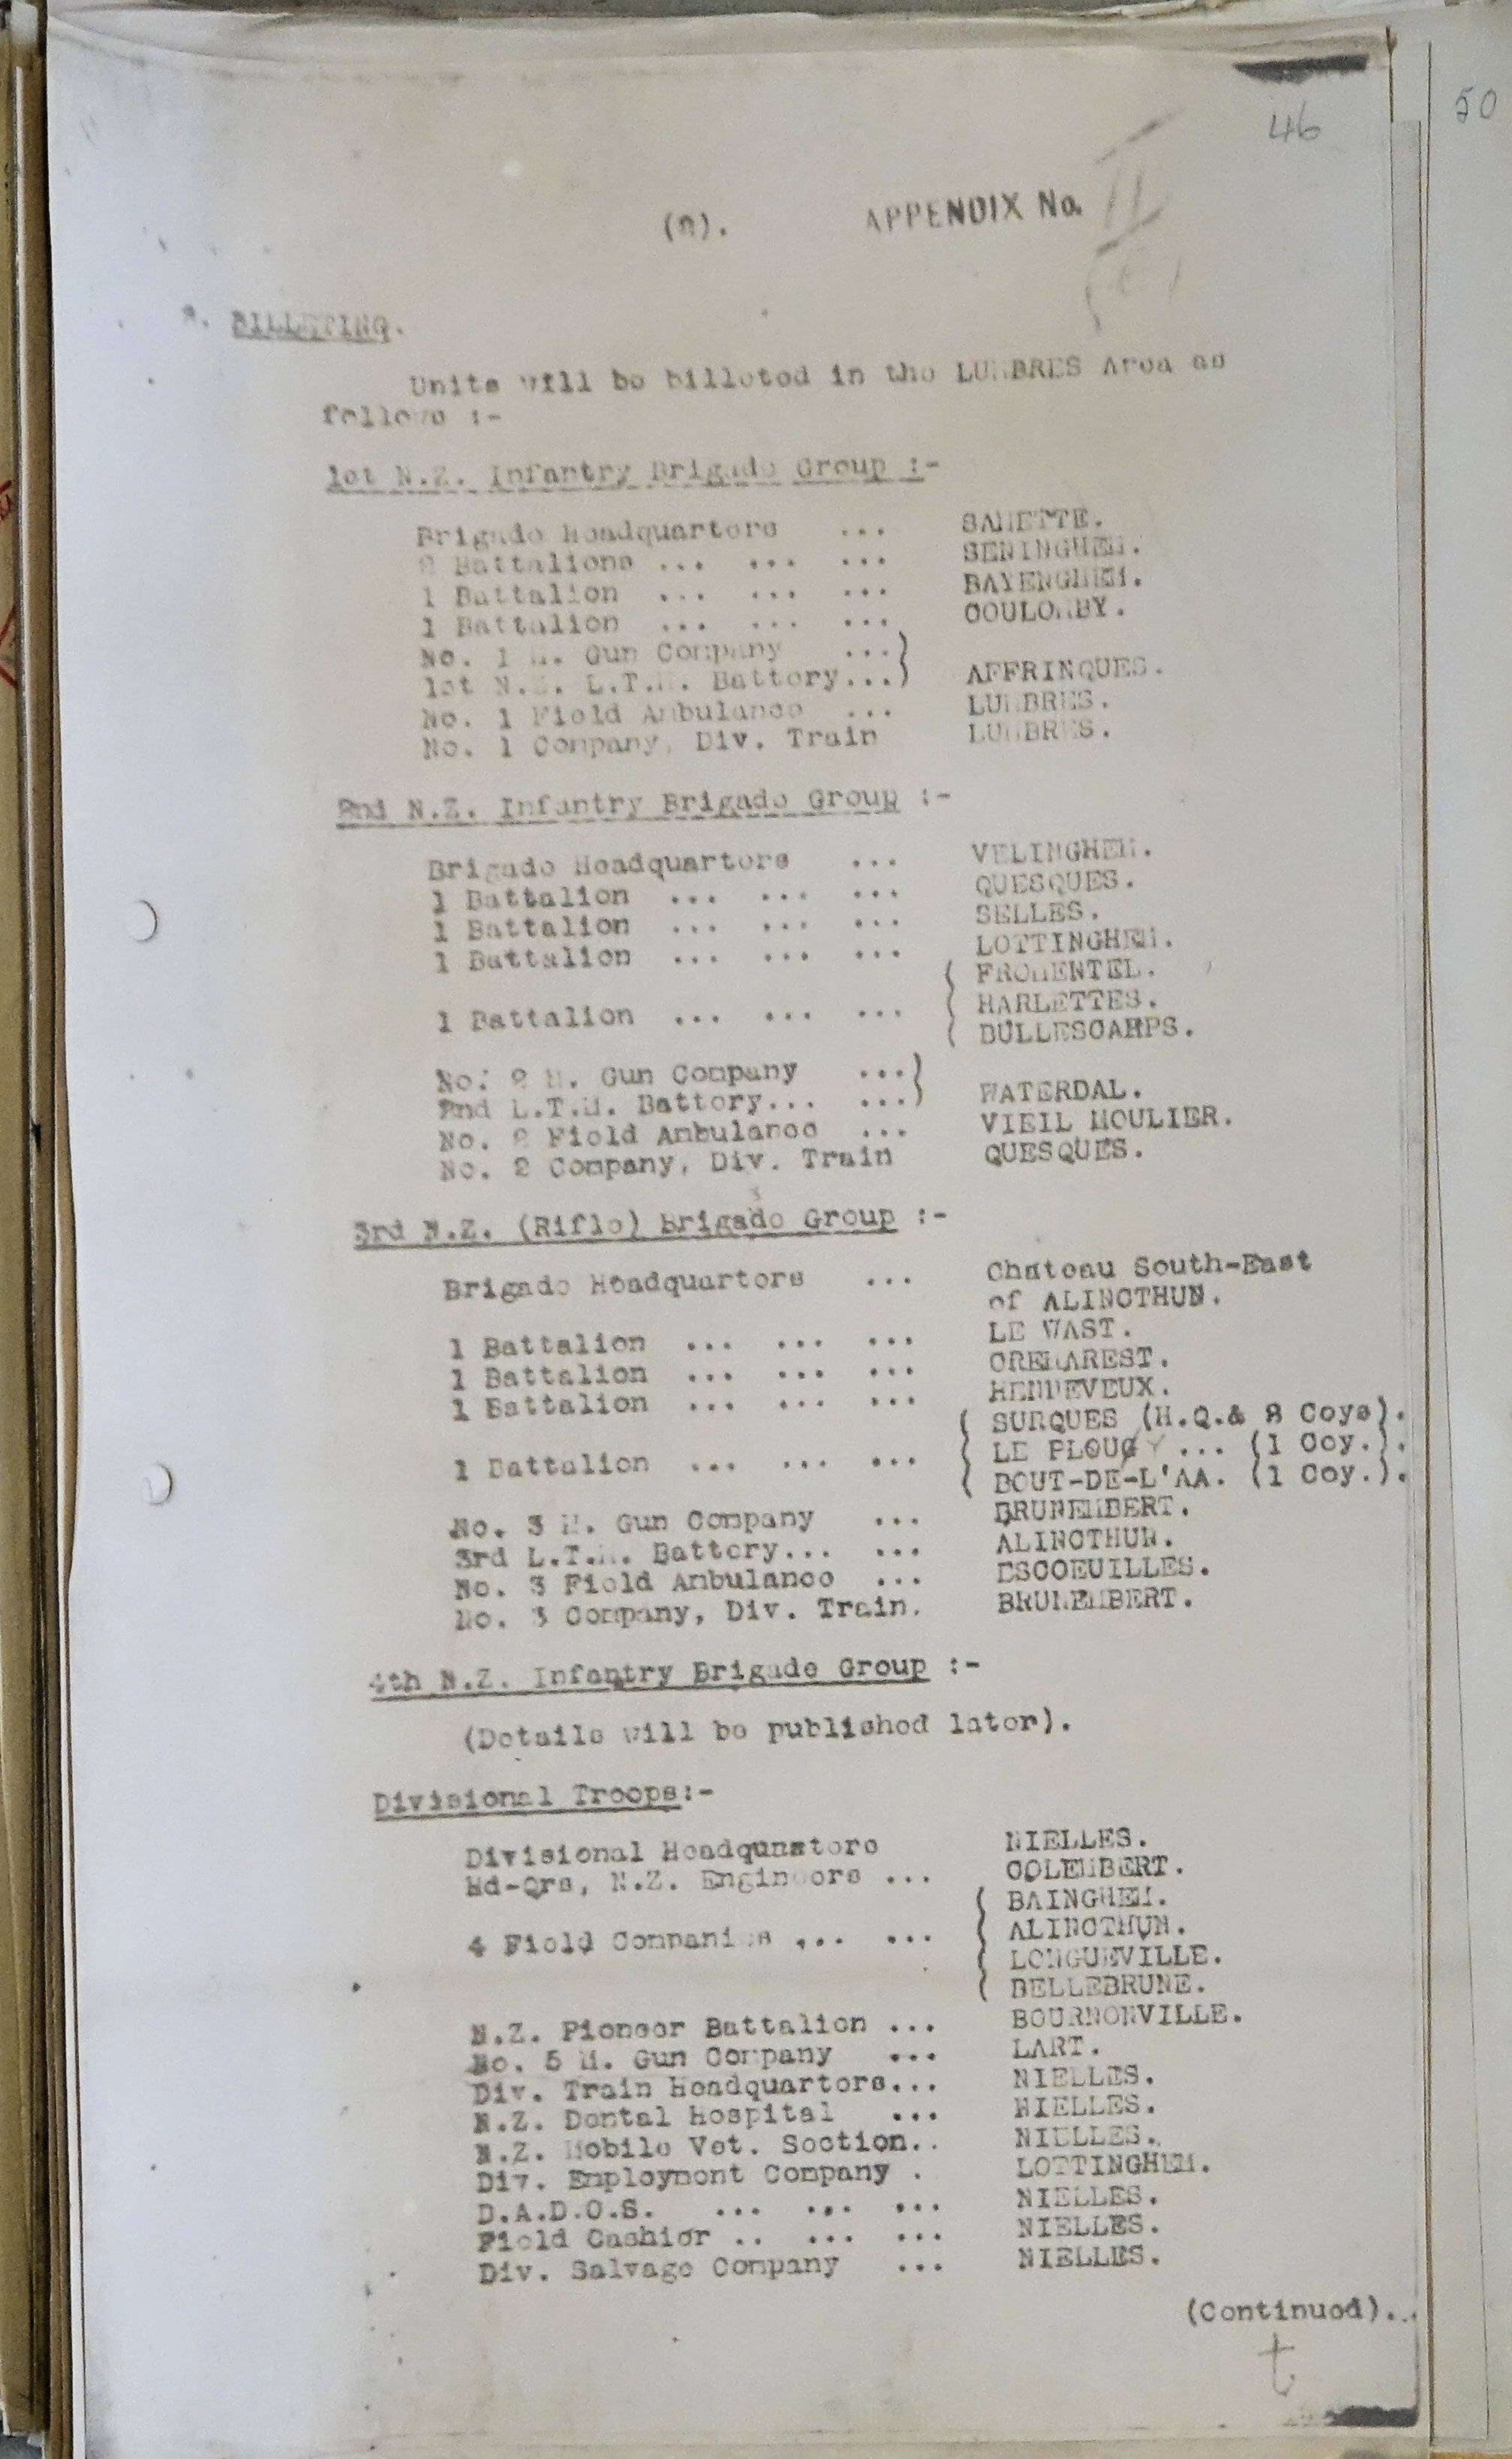 46
50
(2). APPENDIX No. II
BILLETING.
Units will be billeted in the LUMBRES Area as
follows :-
1st N.Z. Infantry Brigade Group :-
Brigade Headquarters ... SAMETTE.
2 Battalions ... ... ... SENINGHEM.
1 Battalion ... ... ... BAYENGHEM.
1 Battalion ... ... ... COULOMBY.
No. 1 M. Gun Company ...}
1st N.Z. L.T.M. Battery...} AFFRINQUES.
No. 1 Field Ambulance ... LUMBRES.
No. 1 Company, Div. Train LUMBRES.
2nd N.Z. Infantry Brigade Group :-
Brigade Headquarters ... VELINGHEM.
1 Battalion ... ... ... QUESQUES.
1 Battalion ... ... ... SELLES.
1 Battalion ... ... ... LOTTINGHEM.
{ FROMENTEL.
1 Battalion ... ... ... { HARLETTES.
{ BULLESCAMPS.
No. 2 M. Gun Company ...}
2nd L.T.M. Battery... ...} WATERDAL.
No. 2 Field Ambulance ... VIEIL MOULIER.
No. 2 Company, Div. Train QUESQUES.
3rd N.Z. (Rifle) Brigade Group :-
Brigade Headquarters ... Chateau South-East
of ALINCTHUN.
1 Battalion ... ... ... LE WAST.
1 Battalion ... ... ... CREMAREST.
1 Battalion ... ... ... HENNEVEUX.
{ SURQUES (H.Q.& 2 Coys).
1 Battalion ... ... ... { LE PLOUY ... (1 Coy.).
{ BOUT-DE-L'AA. (1 Coy.).
No. 3 M. Gun Company ... BRUNEMBERT.
3rd L.T.M. Battery... ... ALINCTHUN.
No. 3 Field Ambulance ... ESCOEUILLES.
No. 3 Company, Div. Train. BRUNEMBERT.
4th N.Z. Infantry Brigade Group :-
(Details will be published later).
Divisional Troops:-
Divisional Headqunaters NIELLES.
Hd-Qrs, N.Z. Engineers ... COLEMBERT.
{ BAINGHEM.
4 Field Companies ... ... { ALINCTHUN.
{ LONGUEVILLE.
{ BELLEBRUNE.
N.Z. Pioneer Battalion ... BOURNONVILLE.
No. 5 M. Gun Company ... LART.
Div. Train Headquarters... NIELLES.
N.Z. Dental Hospital ... NIELLES.
N.Z. Mobile Vet. Section.. NIELLES.
Div. Employment Company . LOTTINGHEM.
D.A.D.O.S. ... ... ... NIELLES.
Field Cashier .. ... ... NIELLES.
Div. Salvage Company ... NIELLES.
(Continued)...
t